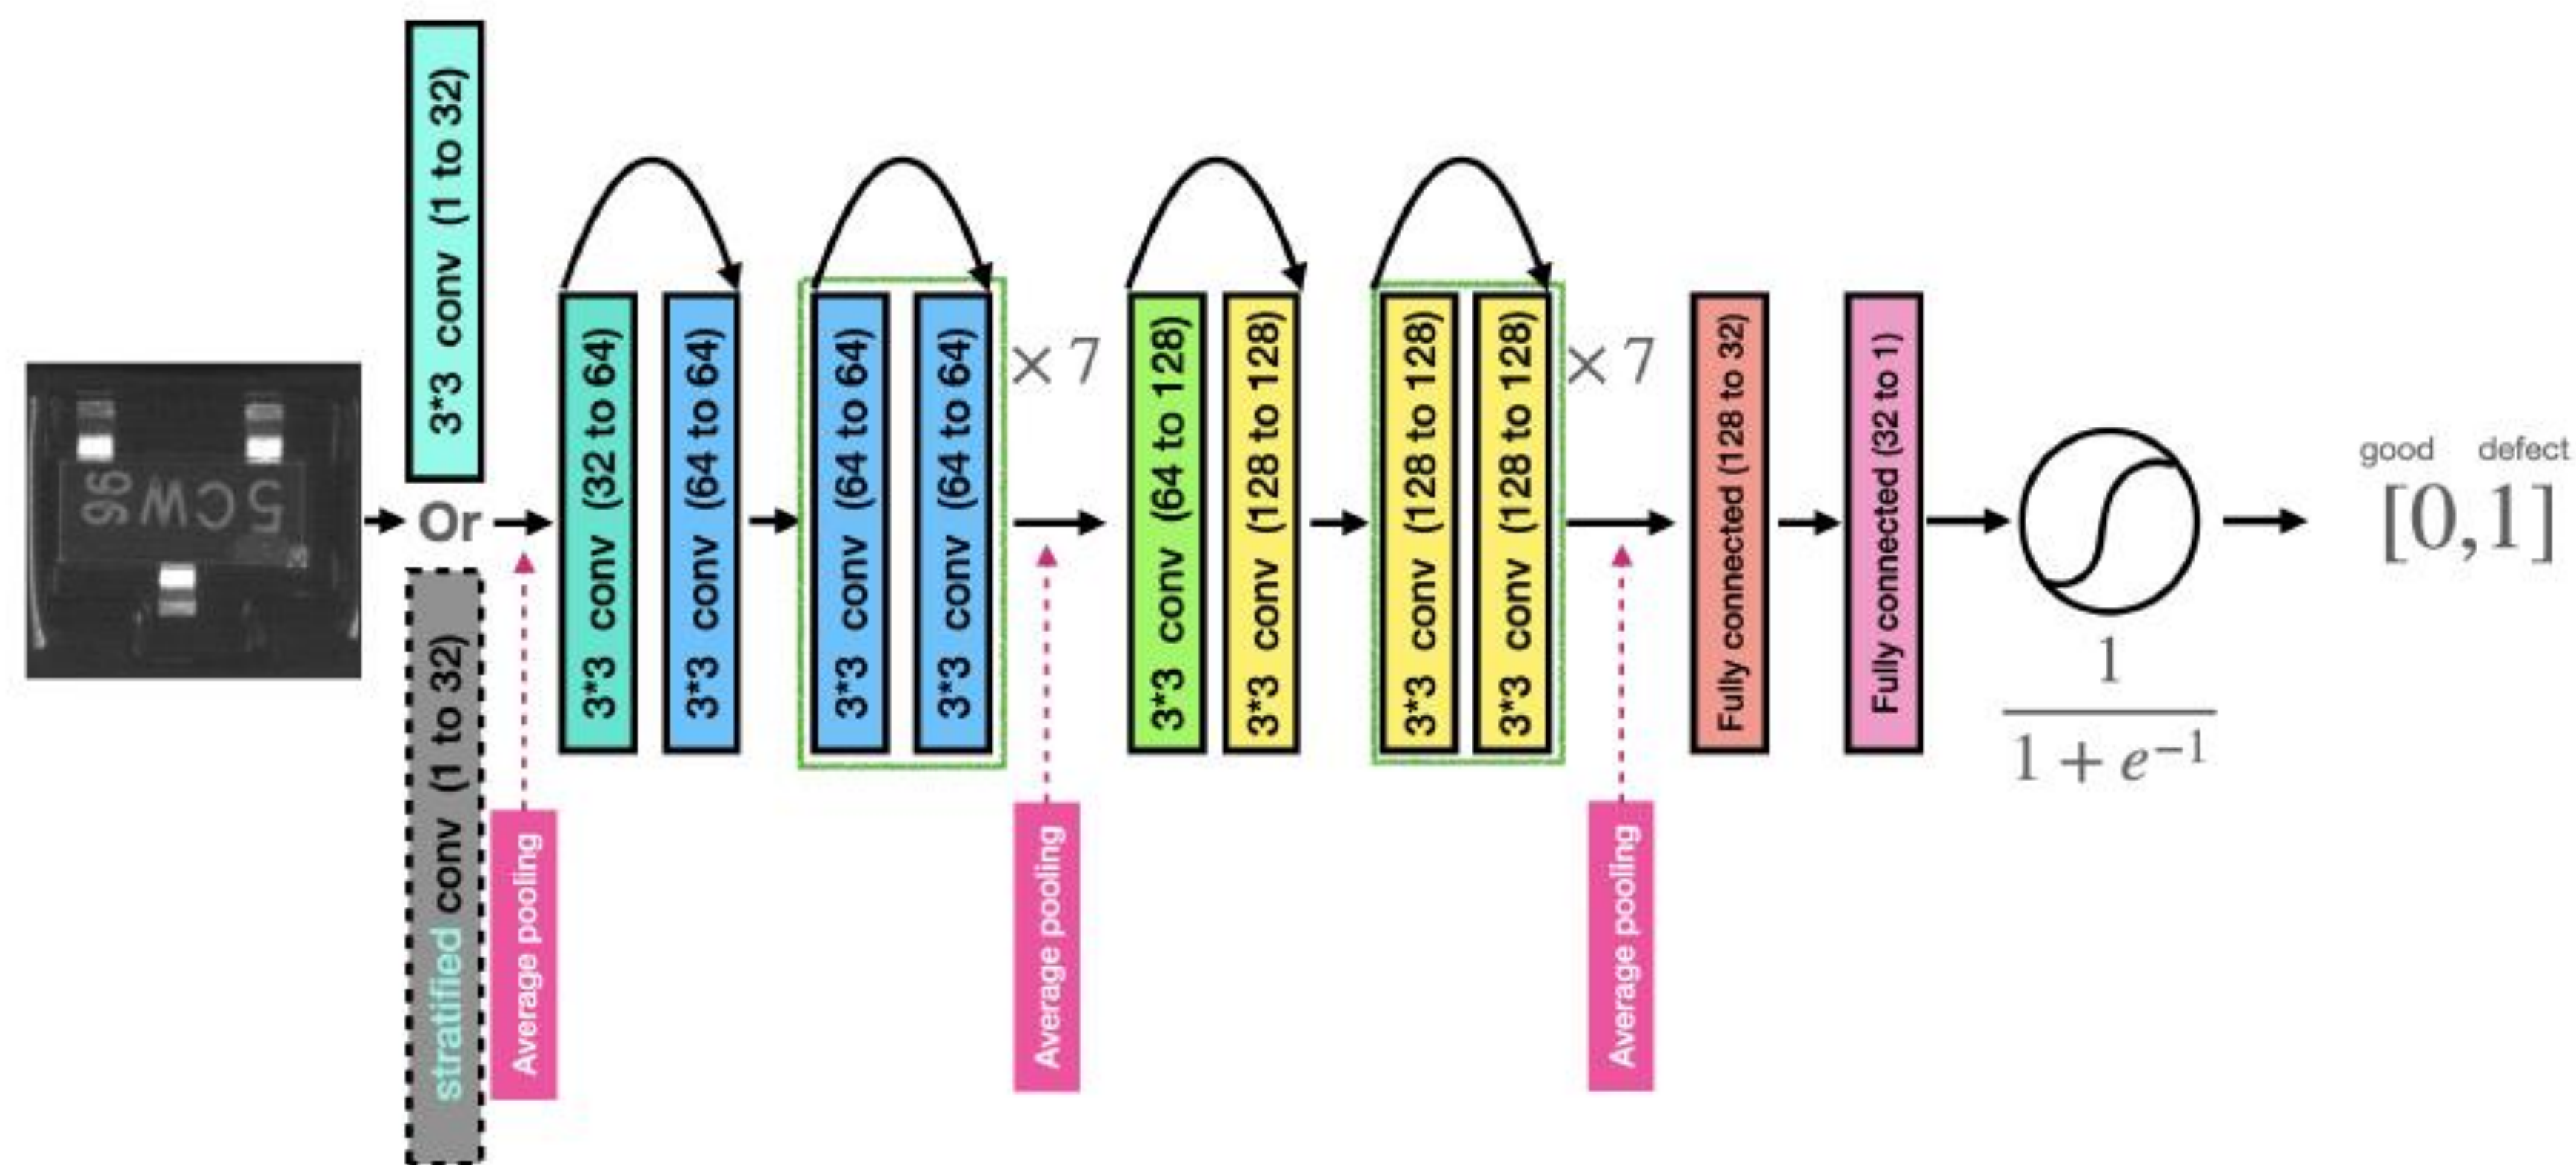 3*3 conv (1 to 32)
Or
stratified conv (1 to 32)
Average pooling
3*3 conv (32 to 64)
3*3 conv (64 to 64)
3*3 conv (64 to 64)
3*3 conv (64 to 64)
×7
Average pooling
3*3 conv (64 to 128)
3*3 conv (128 to 128)
3*3 conv (128 to 128)
3*3 conv (128 to 128)
×7
Average pooling
Fully connected (128 to 32)
Fully connected (32 to 1)
1
1 + e⁻¹
good defect
[0,1]
5CW
96